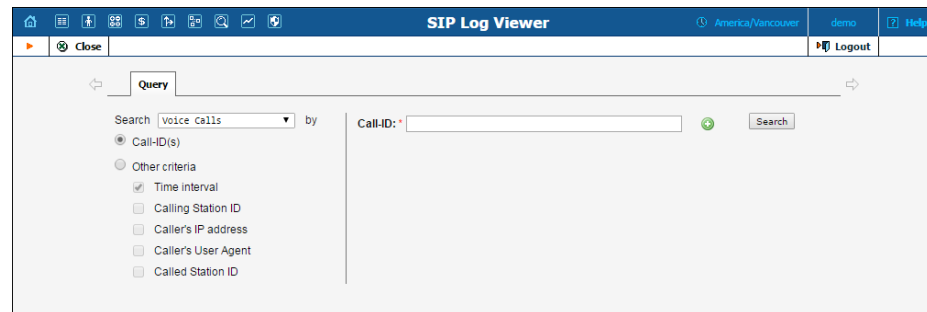 SIP Log Viewer America/Vancouver demo Help
Close Logout
Query
Search Voice Calls by
Call-ID: * Search
Call-ID(s)
Other criteria
Time interval
Calling Station ID
Caller's IP address
Caller's User Agent
Called Station ID